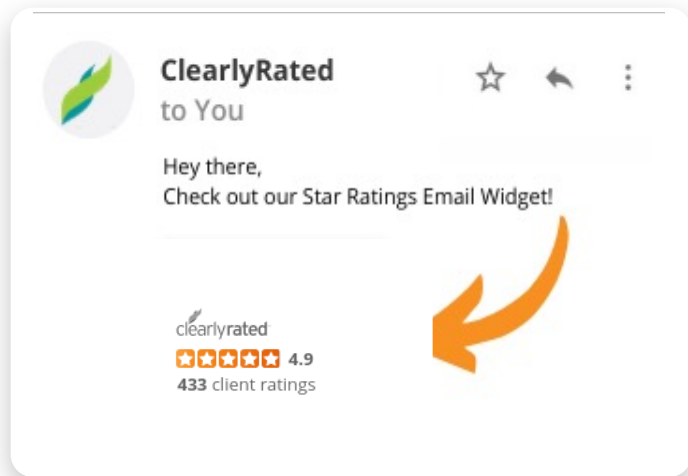 ClearlyRated
to You
Hey there,
Check out our Star Ratings Email Widget!
clearlyrated
4.9
433 client ratings